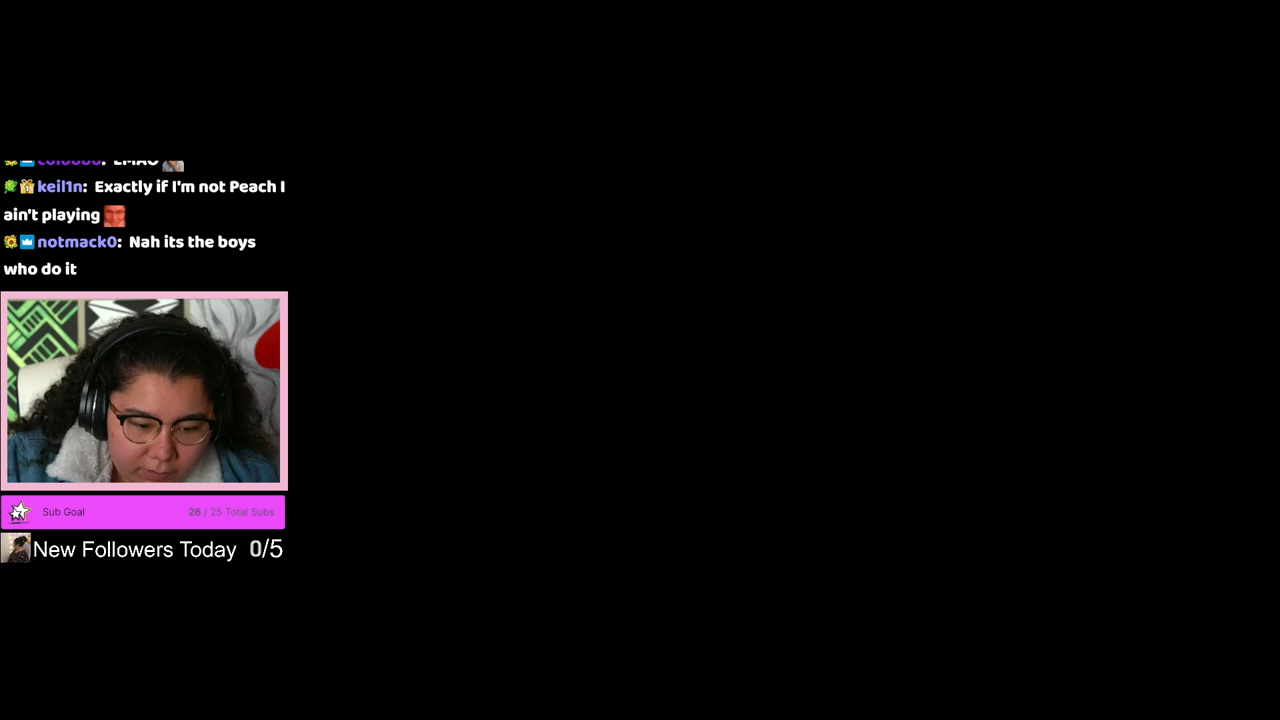 LMAO
keil1n: Exactly if I'm not Peach I
ain't playing
notmack0: Nah its the boys
who do it
Sub Goal 26 / 25 Total Subs
New Followers Today 0/5